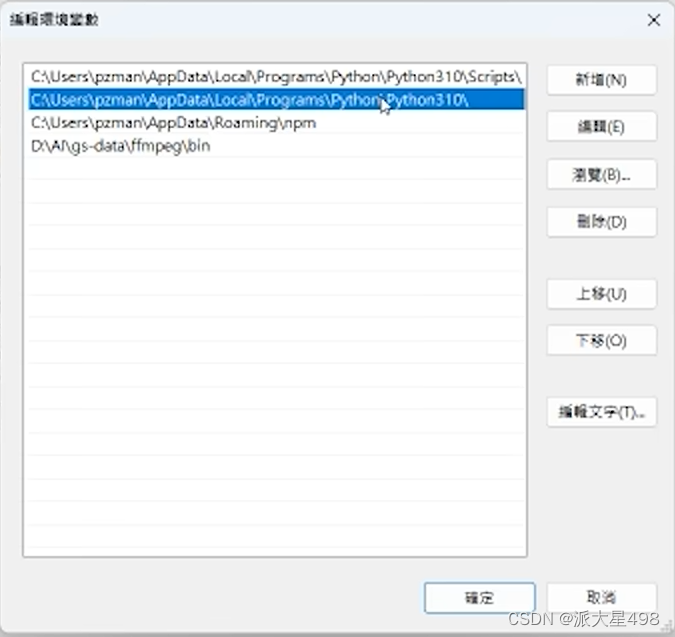 編輯環境變數
C:\Users\pzman\AppData\Local\Programs\Python\Python310\Scripts\
C:\Users\pzman\AppData\Local\Programs\Python\Python310\
C:\Users\pzman\AppData\Roaming\npm
D:\AI\gs-data\ffmpeg\bin
新增(N)
編輯(E)
瀏覽(B)...
刪除(D)
上移(U)
下移(O)
編輯文字(T)...
確定
取消
CSDN @派大星498